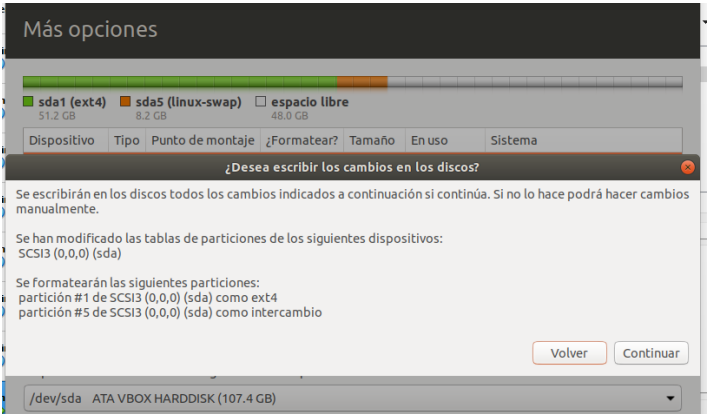 Más opciones
sda1 (ext4) sda5 (linux-swap) espacio libre
51.2 GB 8.2 GB 48.0 GB
Dispositivo Tipo Punto de montaje ¿Formatear? Tamaño En uso Sistema
¿Desea escribir los cambios en los discos?
Se escribirán en los discos todos los cambios indicados a continuación si continúa. Si no lo hace podrá hacer cambios
manualmente.
Se han modificado las tablas de particiones de los siguientes dispositivos:
SCSI3 (0,0,0) (sda)
Se formatearán las siguientes particiones:
partición #1 de SCSI3 (0,0,0) (sda) como ext4
partición #5 de SCSI3 (0,0,0) (sda) como intercambio
Volver Continuar
/dev/sda ATA VBOX HARDDISK (107.4 GB)